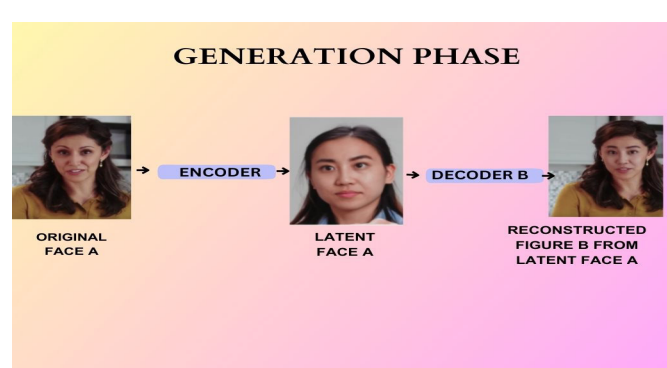 GENERATION PHASE
ENCODER
DECODER B
ORIGINAL
FACE A
LATENT
FACE A
RECONSTRUCTED
FIGURE B FROM
LATENT FACE A